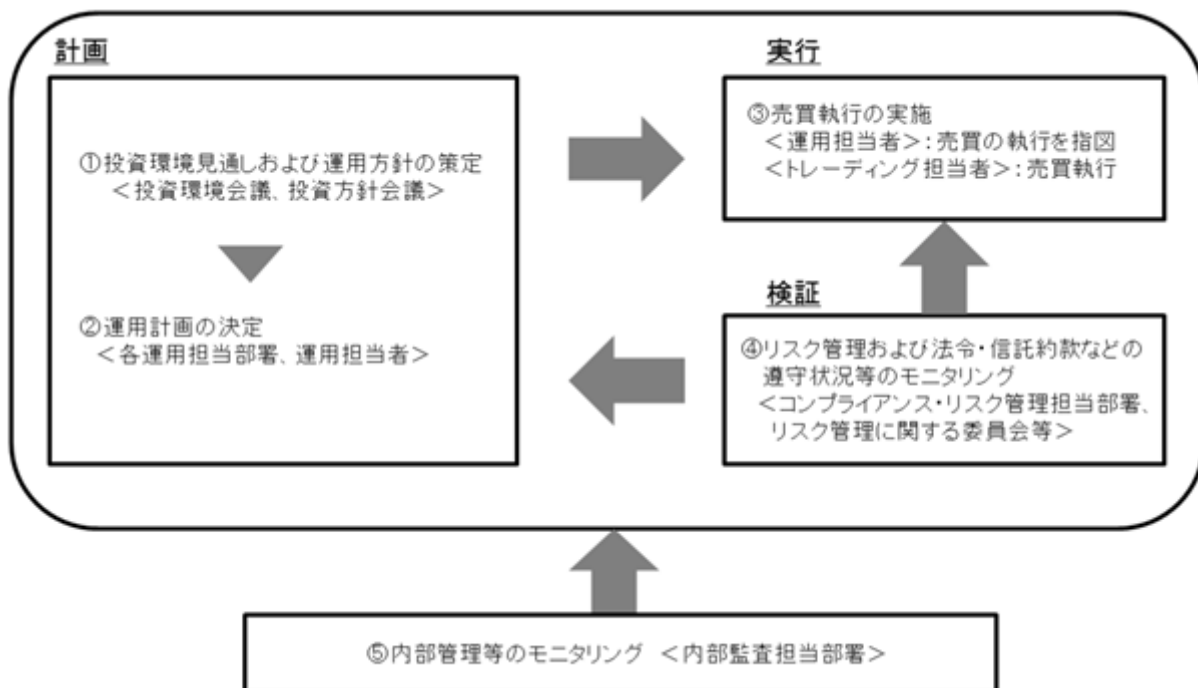 計画
①投資環境見通しおよび運用方針の策定
＜投資環境会議、投資方針会議＞
②運用計画の決定
＜各運用担当部署、運用担当者＞
実行
③売買執行の実施
＜運用担当者＞：売買の執行を指図
＜トレーディング担当者＞：売買執行
検証
④リスク管理および法令・信託約款などの
遵守状況等のモニタリング
＜コンプライアンス・リスク管理担当部署、
リスク管理に関する委員会等＞
⑤内部管理等のモニタリング ＜内部監査担当部署＞